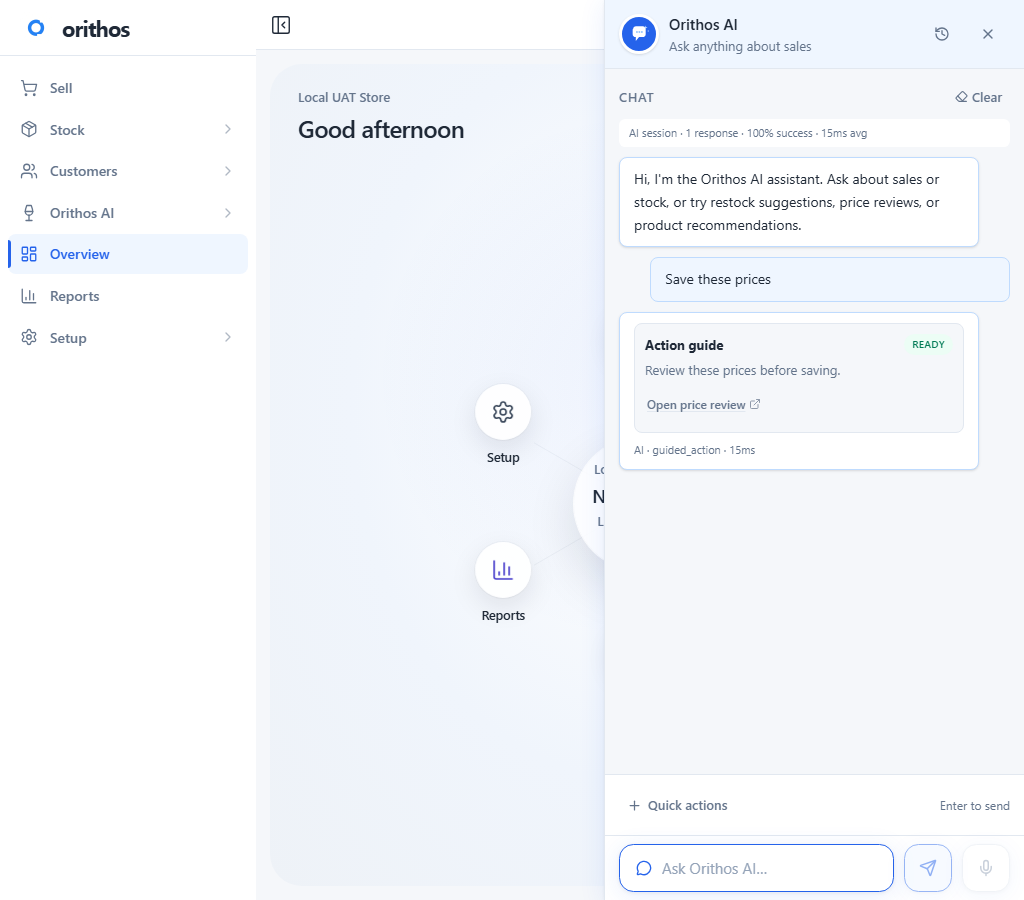 orithos
Sell
Stock
Customers
Orithos AI
Overview
Reports
Setup
Local UAT Store
Good afternoon
Setup
Reports
Lo
N
L
Orithos AI
Ask anything about sales
CHAT
Clear
AI session · 1 response · 100% success · 15ms avg
Hi, I'm the Orithos AI assistant. Ask about sales or
stock, or try restock suggestions, price reviews, or
product recommendations.
Save these prices
Action guide
READY
Review these prices before saving.
Open price review
AI · guided_action · 15ms
Quick actions
Enter to send
Ask Orithos AI...